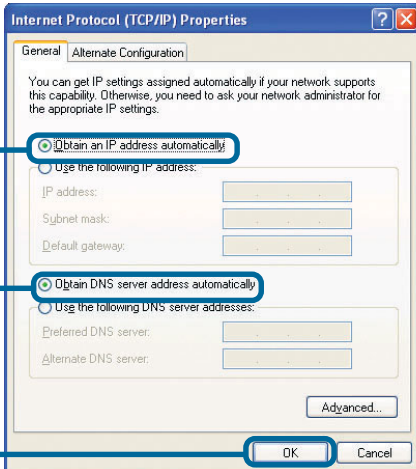 Internet Protocol (TCP/IP) Properties
General
Alternate Configuration
You can get IP settings assigned automatically if your network supports
this capability. Otherwise, you need to ask your network administrator for
the appropriate IP settings.
Obtain an IP address automatically
Use the following IP address:
IP address:
Subnet mask:
Default gateway:
Obtain DNS server address automatically
Use the following DNS server addresses:
Preferred DNS server:
Alternate DNS server:
Advanced...
OK
Cancel